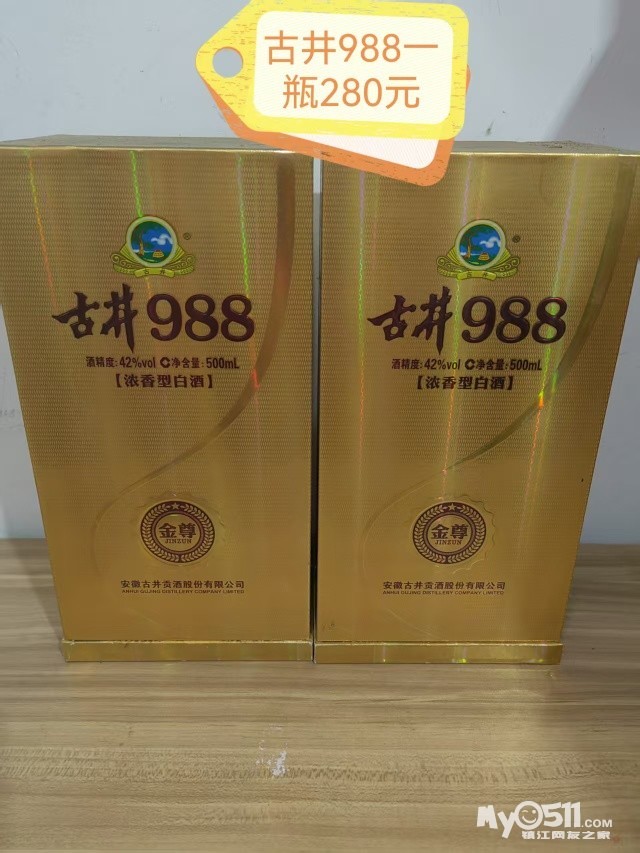 古井988一
瓶280元
古井988
酒精度:42%vol 净含量:500mL
【浓香型白酒】
金尊
JINZUN
安徽古井贡酒股份有限公司
ANHUI GUJING DISTILLERY COMPANY LIMITED
古井988
酒精度:42%vol 净含量:500mL
【浓香型白酒】
金尊
JINZUN
安徽古井贡酒股份有限公司
ANHUI GUJING DISTILLERY COMPANY LIMITED
My0511.com
镇江网友之家